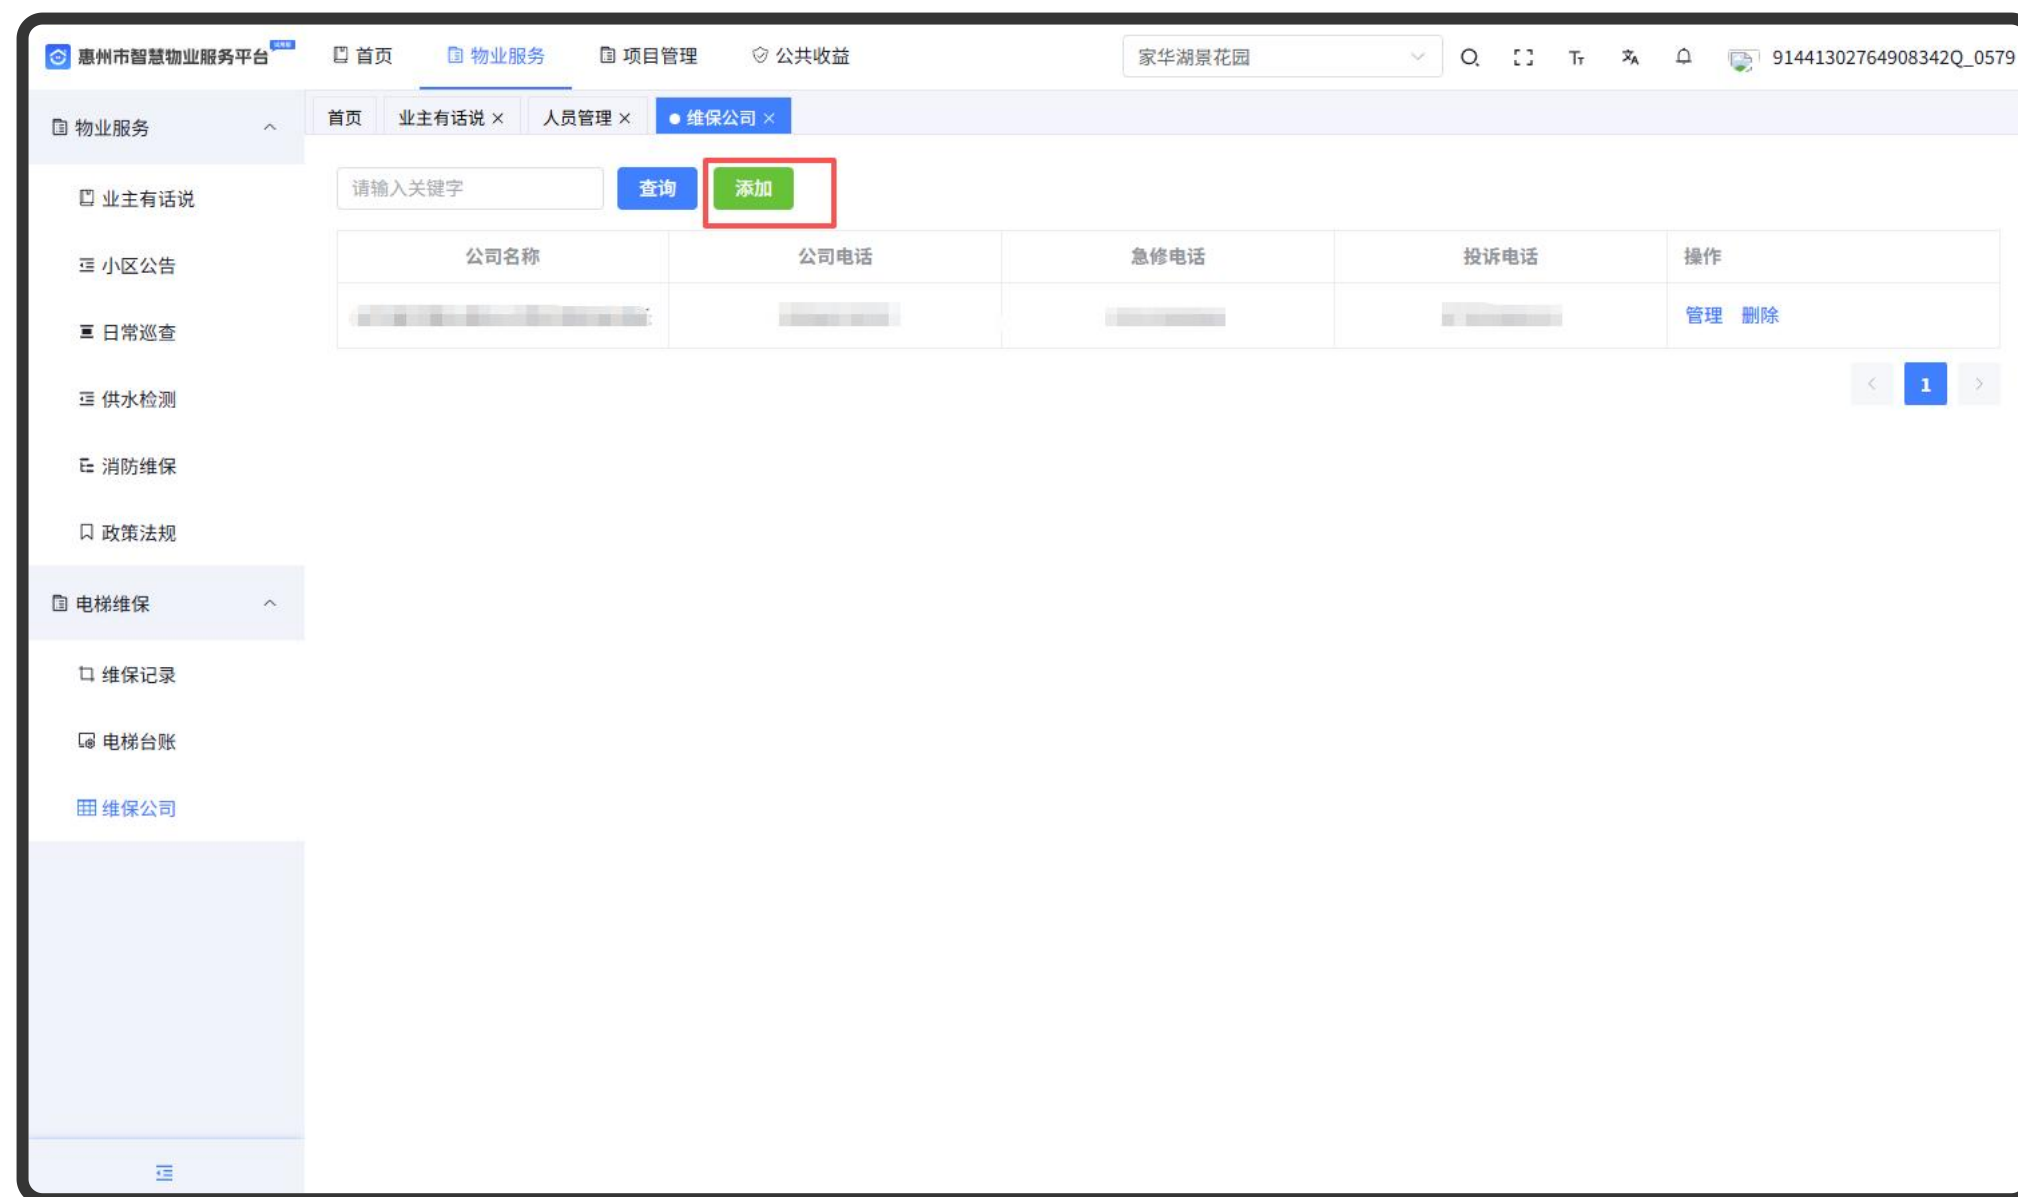 惠州市智慧物业服务平台 首页 物业服务 项目管理 公共收益 家华湖景花园 91441302764908342Q_0579
物业服务 首页 业主有话说 人员管理 维保公司
业主有话说 请输入关键字 查询 添加
公司名称 公司电话 急修电话 投诉电话 操作
小区公告
管理 删除
日常巡查
1
供水检测
消防维保
政策法规
电梯维保
维保记录
电梯台账
维保公司